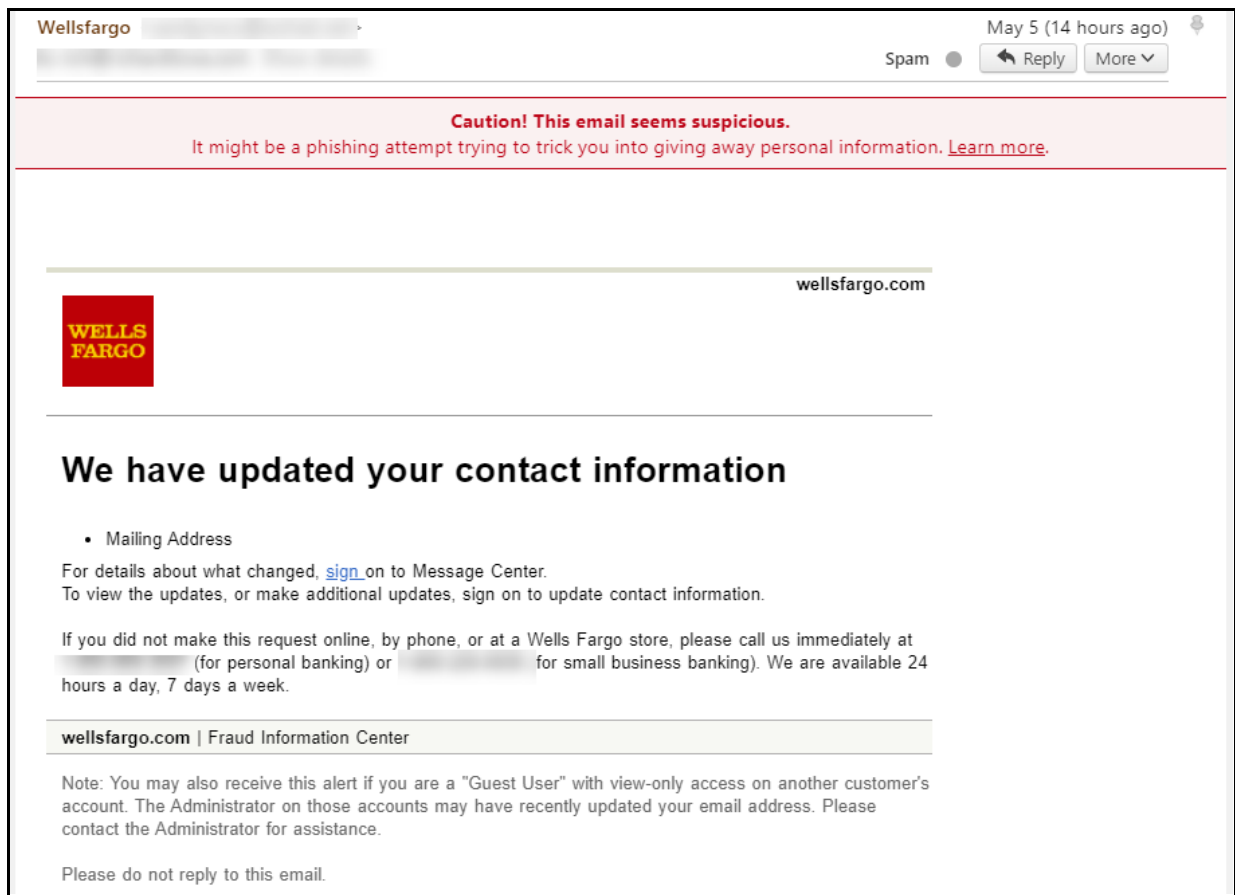 Wellsfargo
May 5 (14 hours ago)
Spam
Reply
More
Caution! This email seems suspicious.
It might be a phishing attempt trying to trick you into giving away personal information. Learn more.
wellsfargo.com
WELLS
FARGO
We have updated your contact information
• Mailing Address
For details about what changed, sign on to Message Center.
To view the updates, or make additional updates, sign on to update contact information.
If you did not make this request online, by phone, or at a Wells Fargo store, please call us immediately at
(for personal banking) or for small business banking). We are available 24
hours a day, 7 days a week.
wellsfargo.com | Fraud Information Center
Note: You may also receive this alert if you are a "Guest User" with view-only access on another customer's
account. The Administrator on those accounts may have recently updated your email address. Please
contact the Administrator for assistance.
Please do not reply to this email.